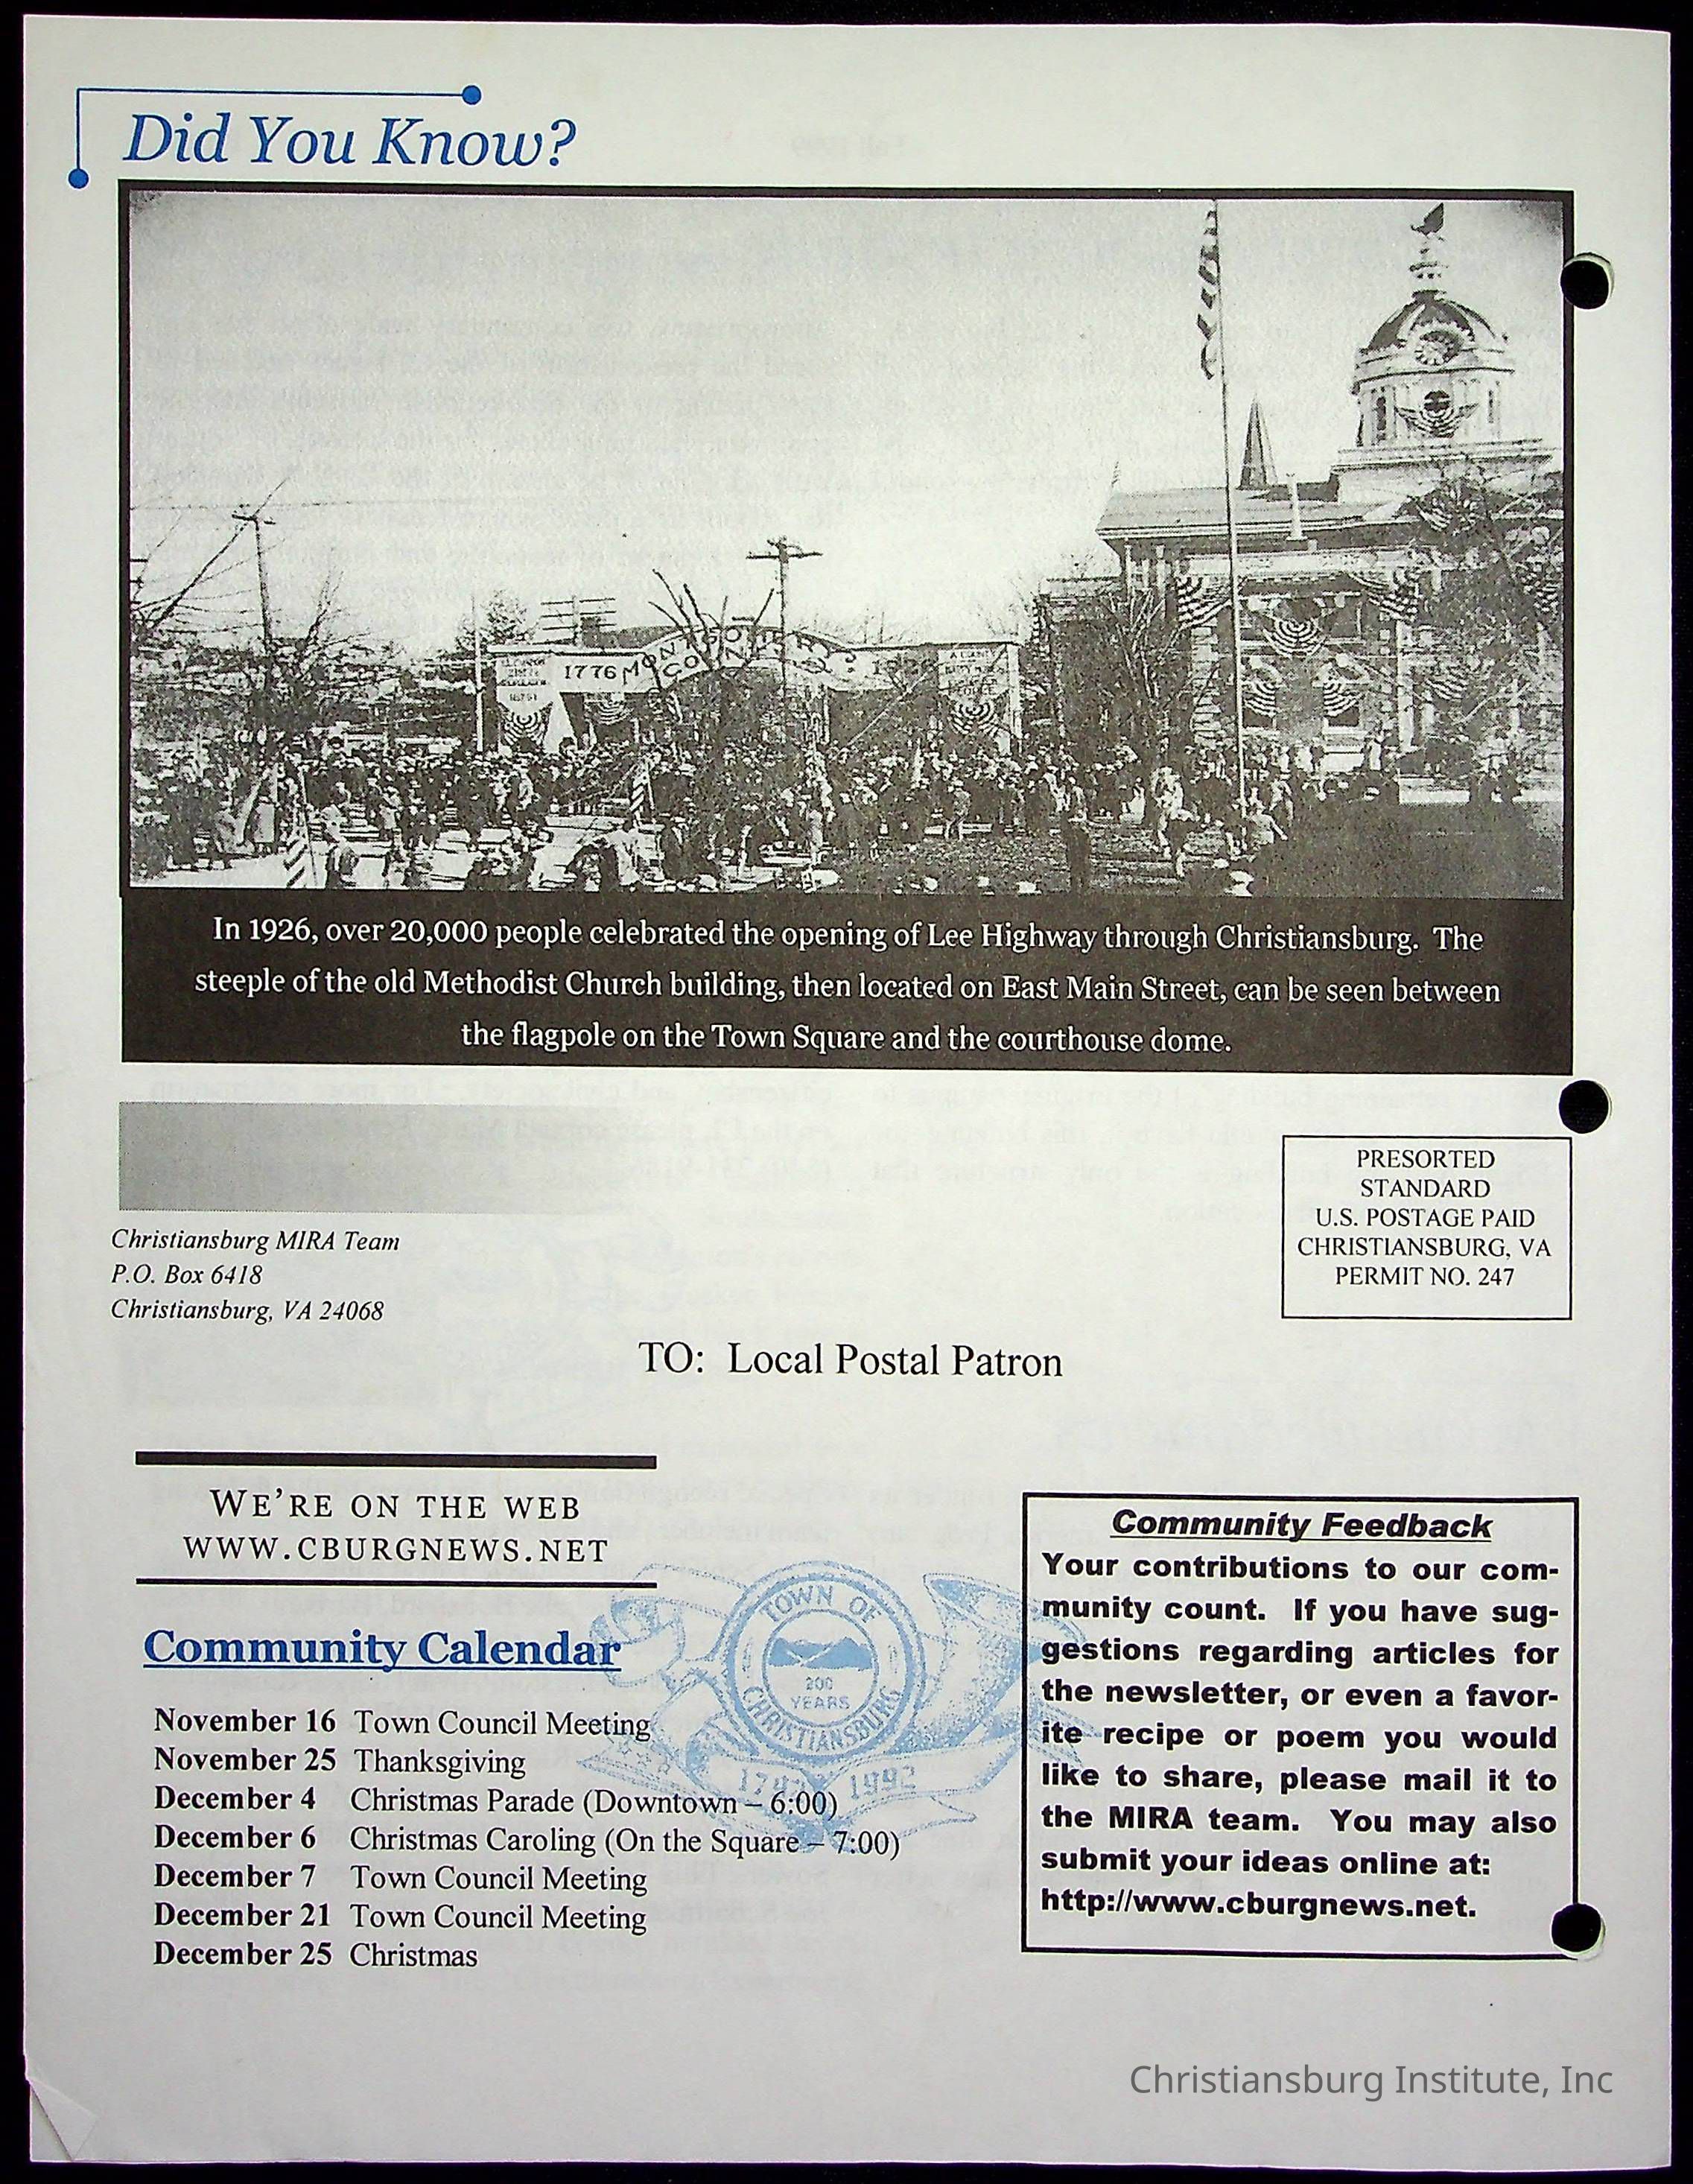 Did You Know?
1776 MONTGOMERY
COUNTY
In 1926, over 20,000 people celebrated the opening of Lee Highway through Christiansburg. The
steeple of the old Methodist Church building, then located on East Main Street, can be seen between
the flagpole on the Town Square and the courthouse dome.
Christiansburg MIRA Team
P.O. Box 6418
Christiansburg, VA 24068
PRESORTED
STANDARD
U.S. POSTAGE PAID
CHRISTIANSBURG, VA
PERMIT NO. 247
TO: Local Postal Patron
WE'RE ON THE WEB
WWW.CBURGNEWS.NET
Community Calendar
November 16 Town Council Meeting
November 25 Thanksgiving
December 4 Christmas Parade (Downtown – 6:00)
December 6 Christmas Caroling (On the Square – 7:00)
December 7 Town Council Meeting
December 21 Town Council Meeting
December 25 Christmas
TOWN OF
CHRISTIANSBURG
200
YEARS
1792 1992
Community Feedback
Your contributions to our com-
munity count. If you have sug-
gestions regarding articles for
the newsletter, or even a favor-
ite recipe or poem you would
like to share, please mail it to
the MIRA team. You may also
submit your ideas online at:
http://www.cburgnews.net.
Christiansburg Institute, Inc